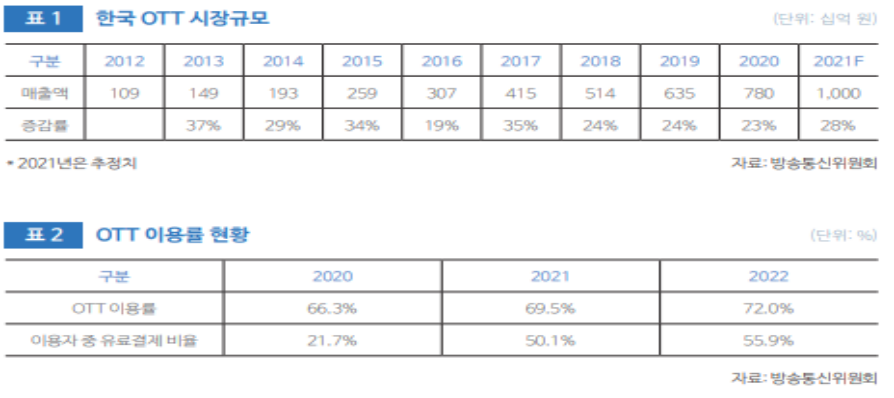 표 1 한국 OTT 시장규모 (단위: 십억 원)
구분 2012 2013 2014 2015 2016 2017 2018 2019 2020 2021F
매출액 109 149 193 259 307 415 514 635 780 1,000
증감률 37% 29% 34% 19% 35% 24% 24% 23% 28%
* 2021년은 추정치 자료: 방송통신위원회
표 2 OTT 이용률 현황 (단위: %)
구분 2020 2021 2022
OTT 이용률 66.3% 69.5% 72.0%
이용자 중 유료결제 비율 21.7% 50.1% 55.9%
자료: 방송통신위원회